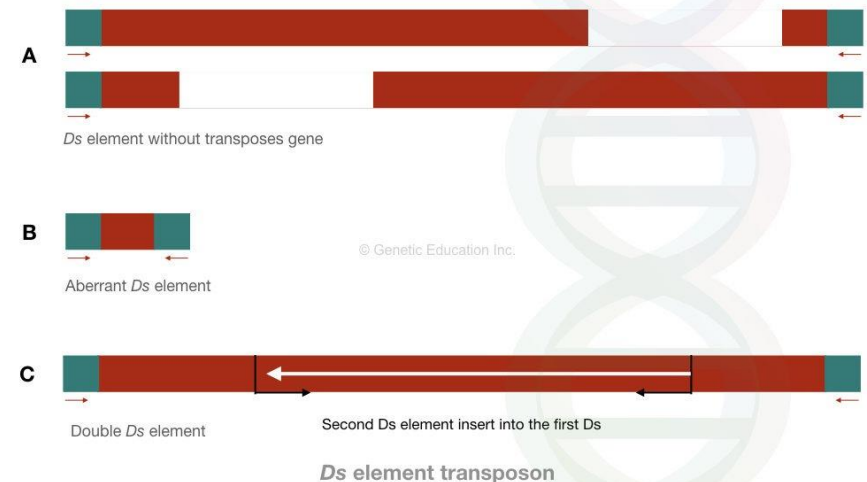 A
Ds element without transposes gene
B
© Genetic Education Inc.
Aberrant Ds element
C
Double Ds element
Second Ds element insert into the first Ds
Ds element transposon